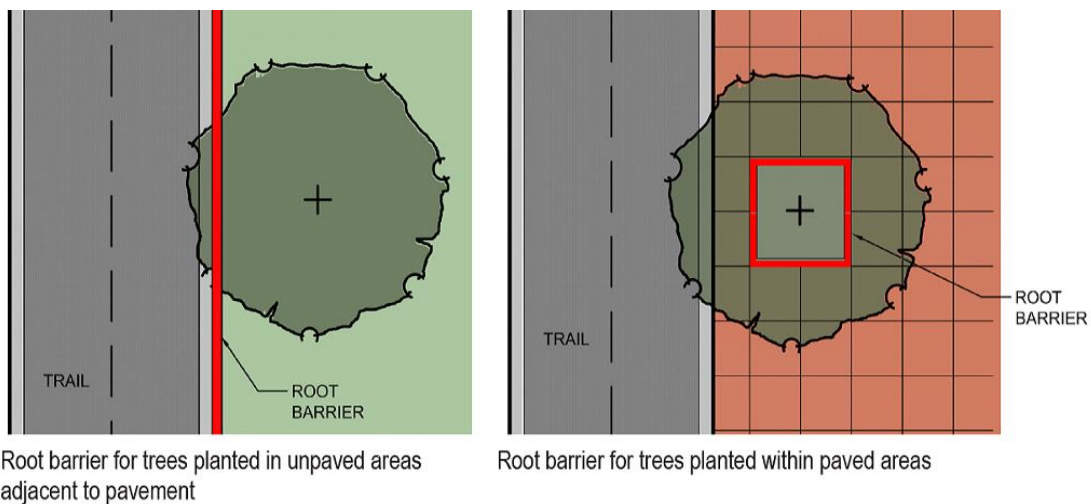 TRAIL
ROOT
BARRIER
Root barrier for trees planted in unpaved areas
adjacent to pavement
TRAIL
ROOT
BARRIER
Root barrier for trees planted within paved areas